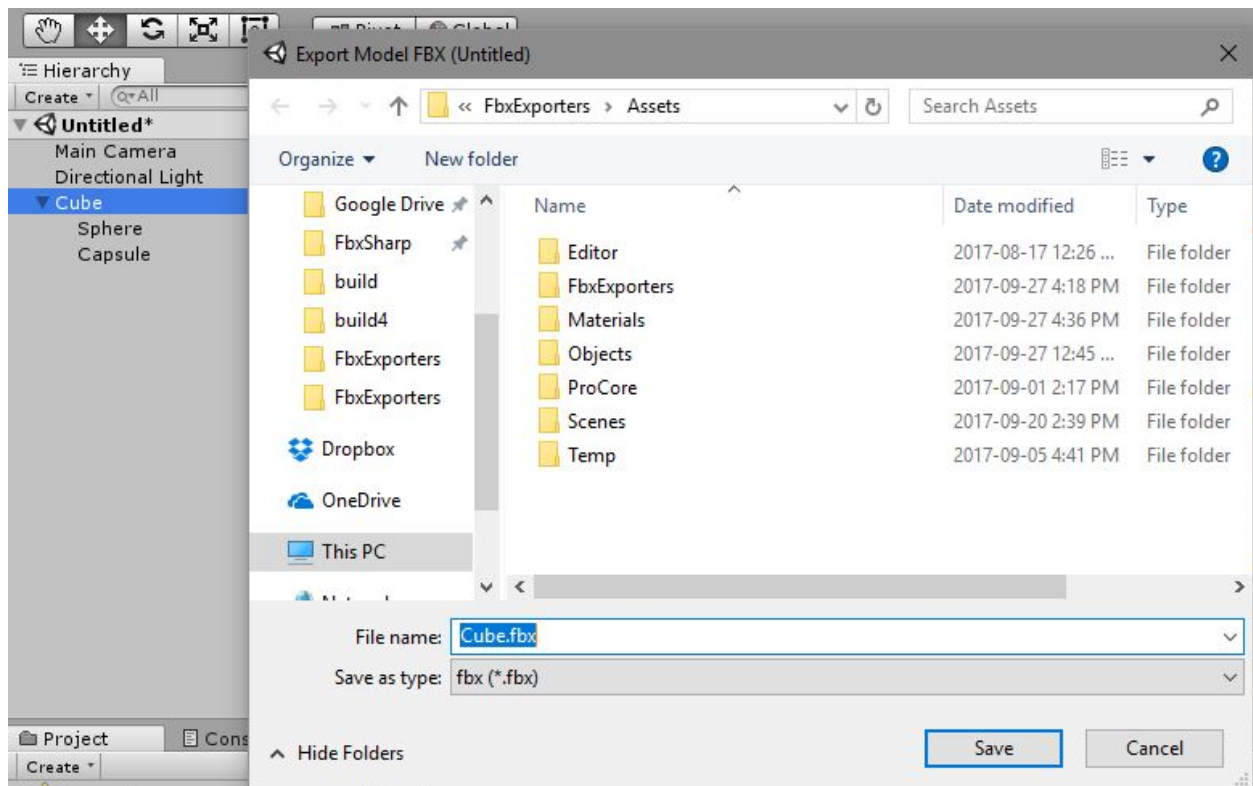 Pivot Global
Export Model FBX (Untitled)
Hierarchy
Create All
Untitled*
Main Camera
Directional Light
Cube
Sphere
Capsule
« FbxExporters > Assets
Search Assets
Organize New folder
Google Drive
FbxSharp
build
build4
FbxExporters
FbxExporters
Dropbox
OneDrive
This PC
Name Date modified Type
Editor 2017-08-17 12:26 ... File folder
FbxExporters 2017-09-27 4:18 PM File folder
Materials 2017-09-27 4:36 PM File folder
Objects 2017-09-27 12:45 ... File folder
ProCore 2017-09-01 2:17 PM File folder
Scenes 2017-09-20 2:39 PM File folder
Temp 2017-09-05 4:41 PM File folder
File name: Cube.fbx
Save as type: fbx (*.fbx)
Hide Folders
Save Cancel
Project Cons
Create